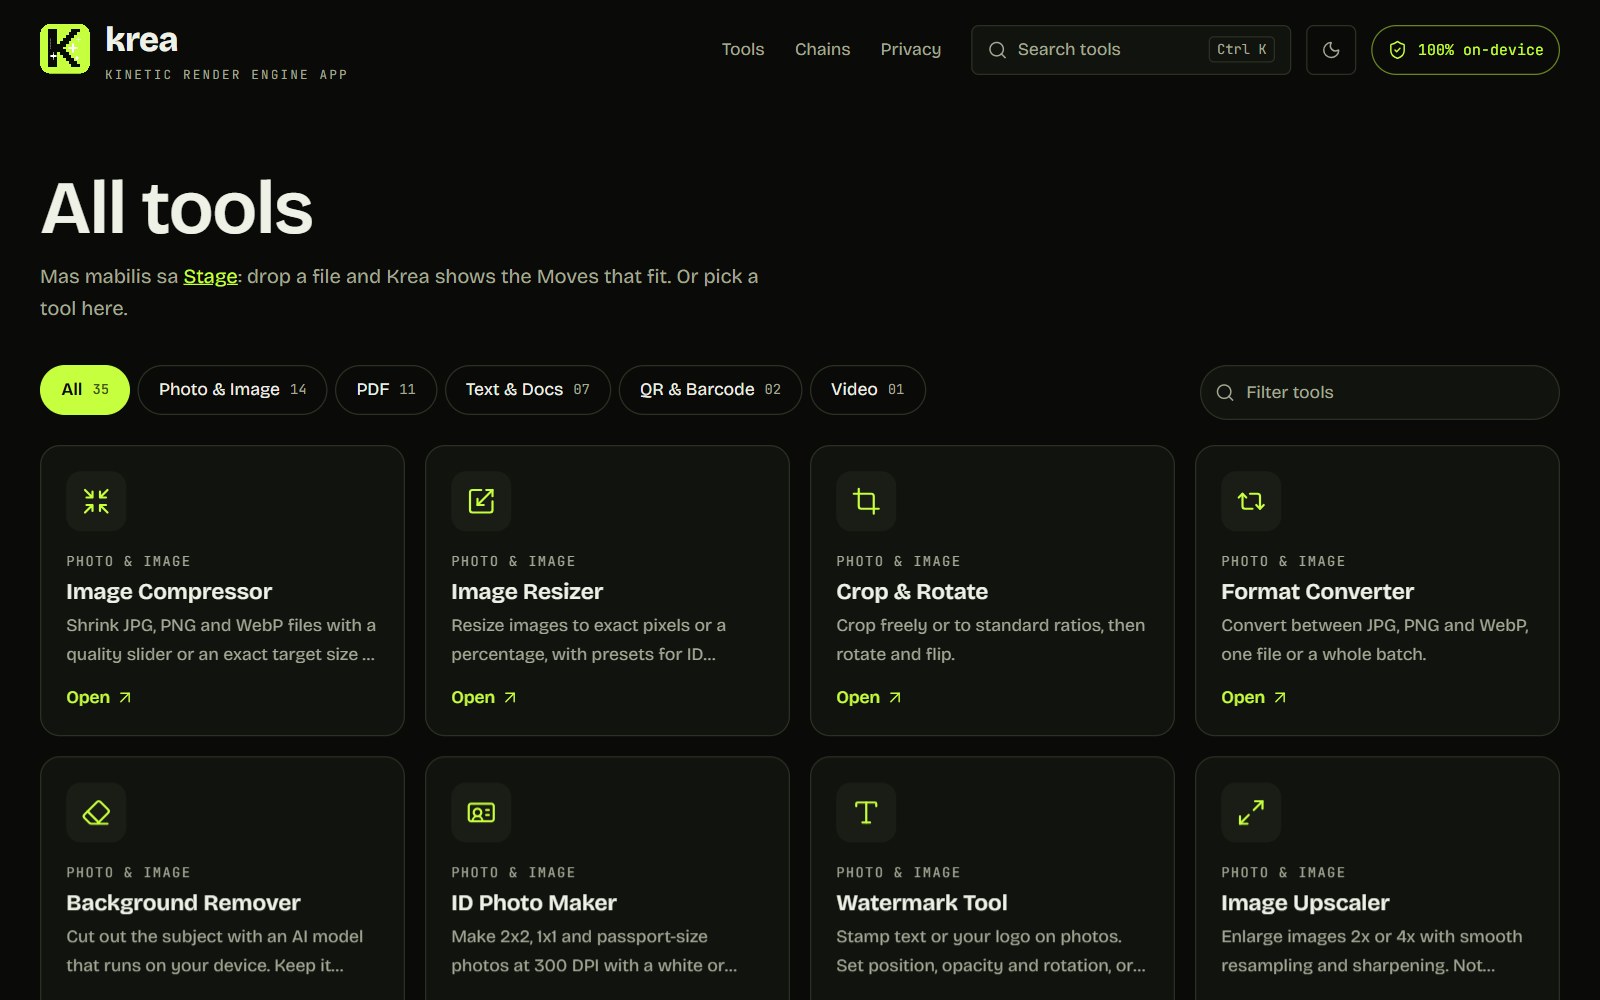 krea
KINETIC RENDER ENGINE APP
Tools
Chains
Privacy
Search tools
Ctrl K
100% on-device
All tools
Mas mabilis sa Stage: drop a file and Krea shows the Moves that fit. Or pick a
tool here.
All 35
Photo & Image 14
PDF 11
Text & Docs 07
QR & Barcode 02
Video 01
Filter tools
PHOTO & IMAGE
Image Compressor
Shrink JPG, PNG and WebP files with a
quality slider or an exact target size ...
Open
PHOTO & IMAGE
Image Resizer
Resize images to exact pixels or a
percentage, with presets for ID...
Open
PHOTO & IMAGE
Crop & Rotate
Crop freely or to standard ratios, then
rotate and flip.
Open
PHOTO & IMAGE
Format Converter
Convert between JPG, PNG and WebP,
one file or a whole batch.
Open
PHOTO & IMAGE
Background Remover
Cut out the subject with an AI model
that runs on your device. Keep it...
PHOTO & IMAGE
ID Photo Maker
Make 2x2, 1x1 and passport-size
photos at 300 DPI with a white or...
PHOTO & IMAGE
Watermark Tool
Stamp text or your logo on photos.
Set position, opacity and rotation, or...
PHOTO & IMAGE
Image Upscaler
Enlarge images 2x or 4x with smooth
resampling and sharpening. Not...